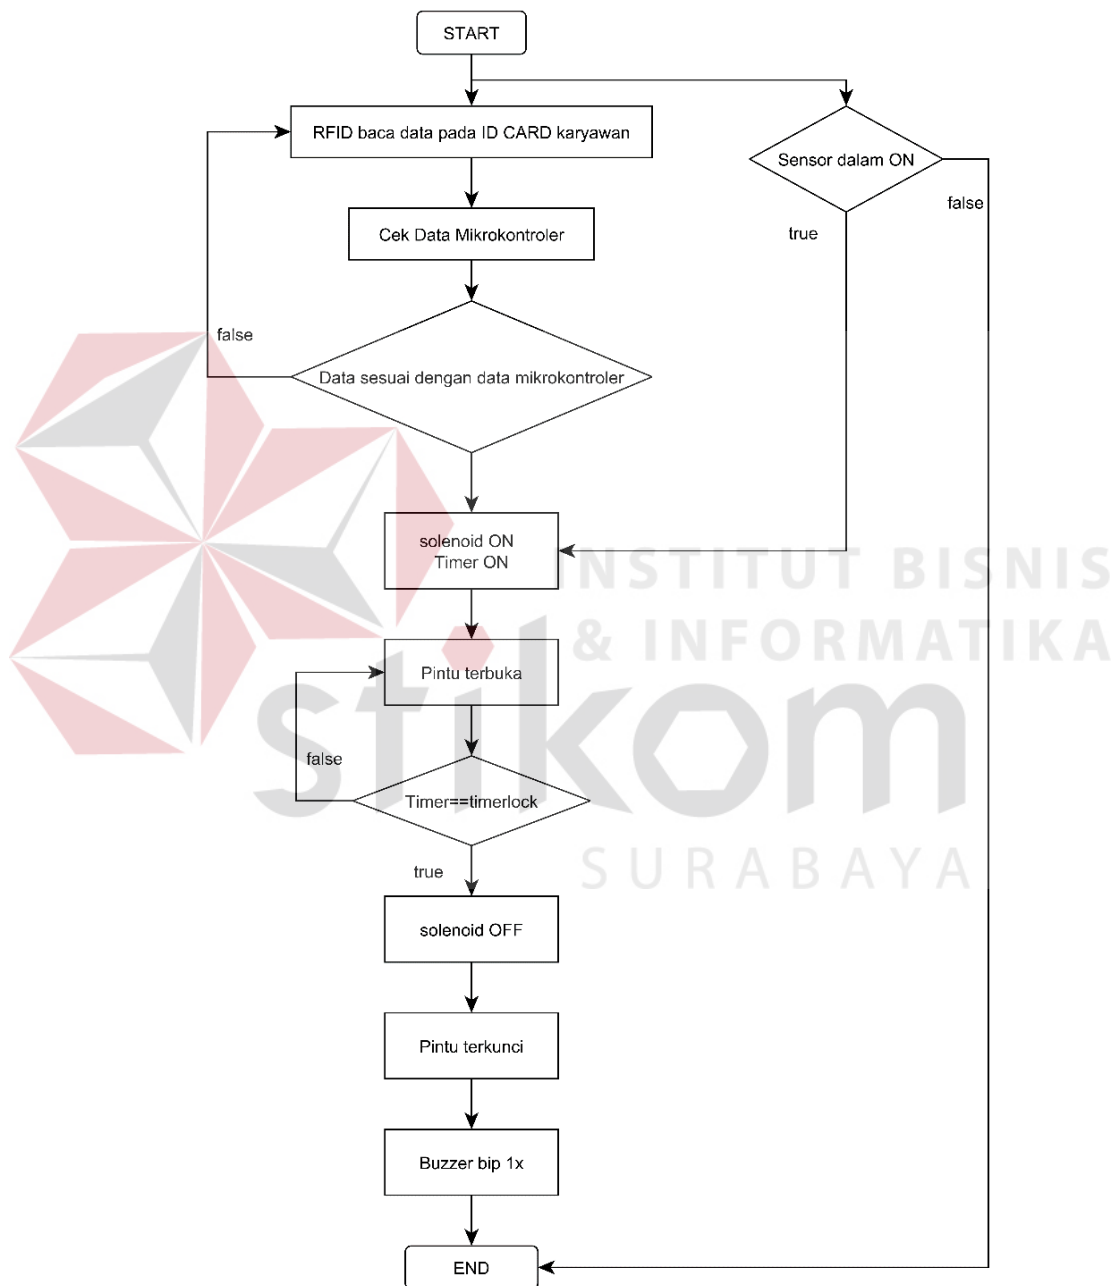 START
RFID baca data pada ID CARD karyawan
Sensor dalam ON
false
true
Cek Data Mikrokontroler
false
Data sesuai dengan data mikrokontroler
solenoid ON
Timer ON
INSTITUT BISNIS
& INFORMATIKA
Pintu terbuka
stikom
false
Timer==timerlock
SURABAYA
true
solenoid OFF
Pintu terkunci
Buzzer bip 1x
END